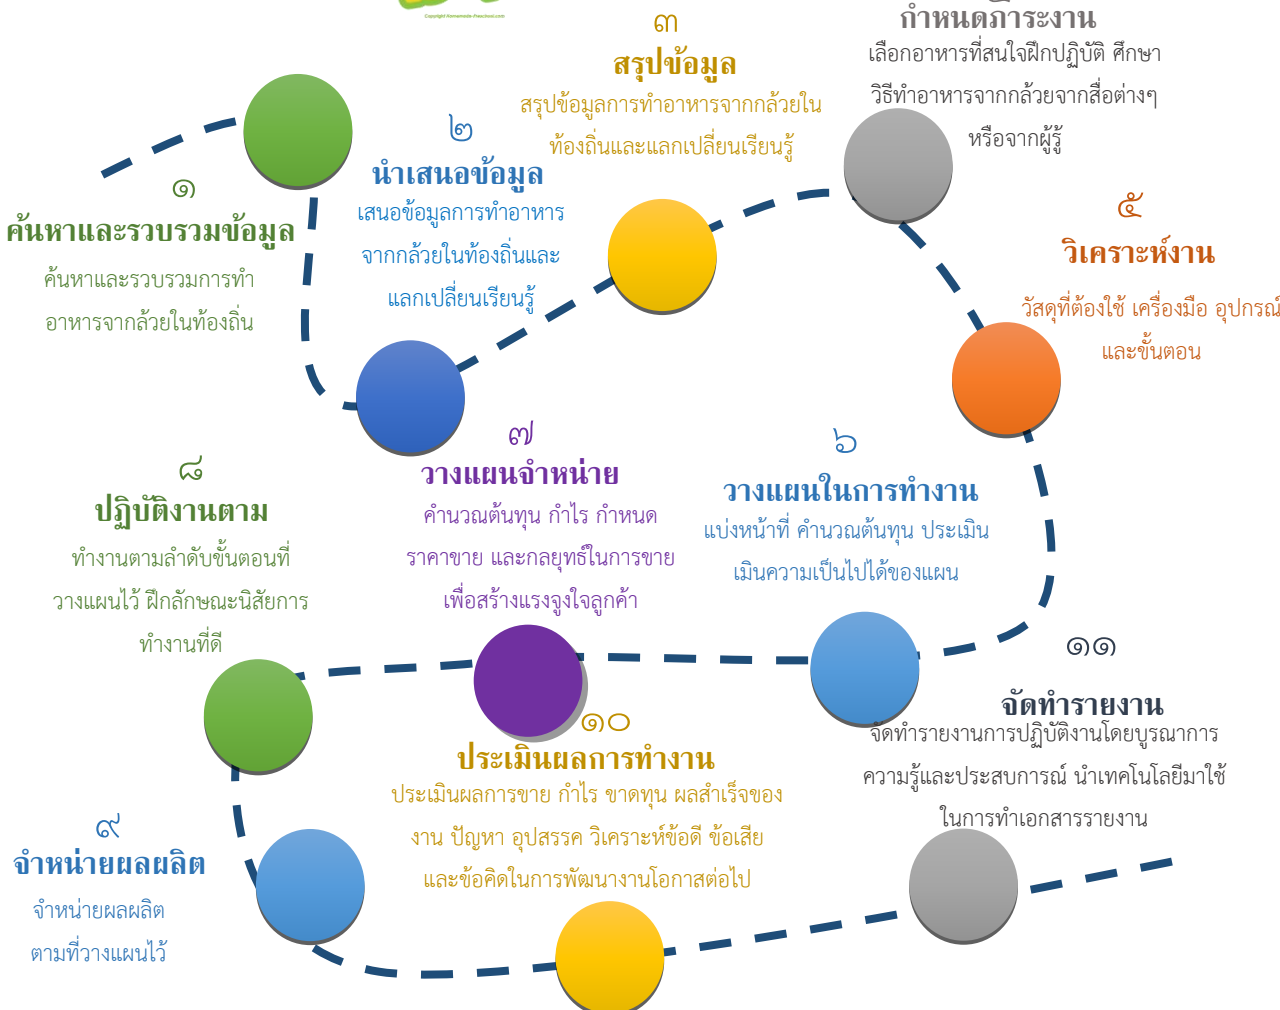 Copyright Homemade-Preschool.com
๑
ค้นหาและรวบรวมข้อมูล
ค้นหาและรวบรวมการทำ
อาหารจากล้วยในท้องถิ่น
๒
นำเสนอข้อมูล
เสนอข้อมูลการทำอาหาร
จากกล้วยในท้องถิ่นและ
แลกเปลี่ยนเรียนรู้
๓
สรุปข้อมูล
สรุปข้อมูลการทำอาหารจากกล้วยใน
ท้องถิ่นและแลกเปลี่ยนเรียนรู้
กำหนดภาระงาน
เลือกอาหารที่สนใจฝึกปฏิบัติ ศึกษา
วิธีทำอาหารจากกล้วยจากสื่อต่างๆ
หรือจากผู้รู้
๕
วิเคราะห์งาน
วัสดุที่ต้องใช้ เครื่องมือ อุปกรณ์
และขั้นตอน
๖
วางแผนในการทำงาน
แบ่งหน้าที่ คำนวณต้นทุน ประเมิน
เมินความเป็นไปได้ของแผน
๗
วางแผนจำหน่าย
คำนวณต้นทุน กำไร กำหนด
ราคาขาย และกลยุทธ์ในการขาย
เพื่อสร้างแรงจูงใจลูกค้า
๘
ปฏิบัติงานตาม
ทำงานตามลำดับขั้นตอนที่
วางแผนไว้ ฝึกลักษณะนิสัยการ
ทำงานที่ดี
๙
จำหน่ายผลผลิต
จำหน่ายผลผลิต
ตามที่วางแผนไว้
๑๐
ประเมินผลการทำงาน
ประเมินผลการขาย กำไร ขาดทุน ผลสำเร็จของ
งาน ปัญหา อุปสรรค วิเคราะห์ข้อดี ข้อเสีย
และข้อคิดในการพัฒนางานโอกาสต่อไป
๑๑
จัดทำรายงาน
จัดทำรายงานการปฏิบัติงานโดยบูรณาการ
ความรู้และประสบการณ์ นำเทคโนโลยีมาใช้
ในการทำเอกสารรายงาน